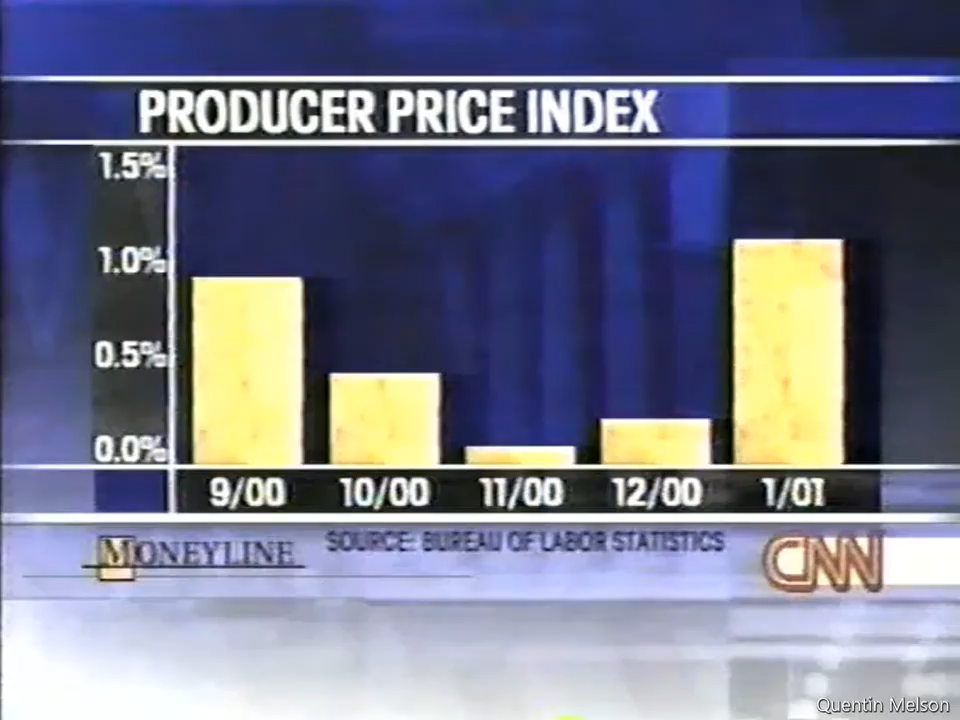 PRODUCER PRICE INDEX
1.5%
1.0%
0.5%
0.0%
9/00 10/00 11/00 12/00 1/01
MONEYLINE
SOURCE: BUREAU OF LABOR STATISTICS
CNN
Quentin Melson